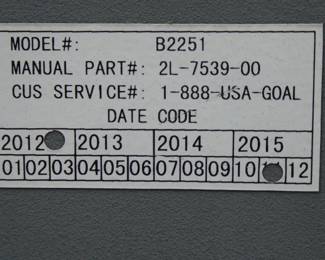 MODEL#: B2251
MANUAL PART#: 2L-7539-00
CUS SERVICE#: 1-888-USA-GOAL
DATE CODE
2012 2013 2014 2015
01 02 03 04 05 06 07 08 09 10 12